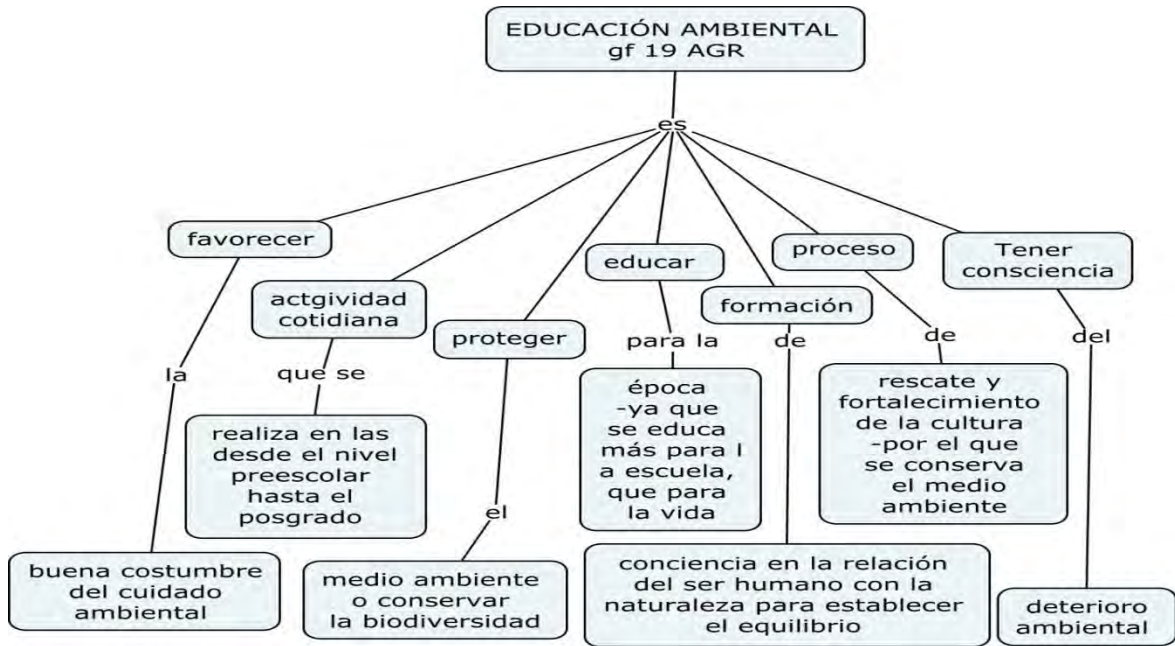 EDUCACIÓN AMBIENTAL
gf 19 AGR
es
favorecer
la
buena costumbre
del cuidado
ambiental
actgividad
cotidiana
que se
realiza en las
desde el nivel
preescolar
hasta el
posgrado
proteger
el
medio ambiente
o conservar
la biodiversidad
educar
para la
época
-ya que
se educa
más para l
a escuela,
que para
la vida
formación
de
conciencia en la relación
del ser humano con la
naturaleza para establecer
el equilibrio
proceso
de
rescate y
fortalecimiento
de la cultura
-por el que
se conserva
el medio
ambiente
Tener
consciencia
del
deterioro
ambiental